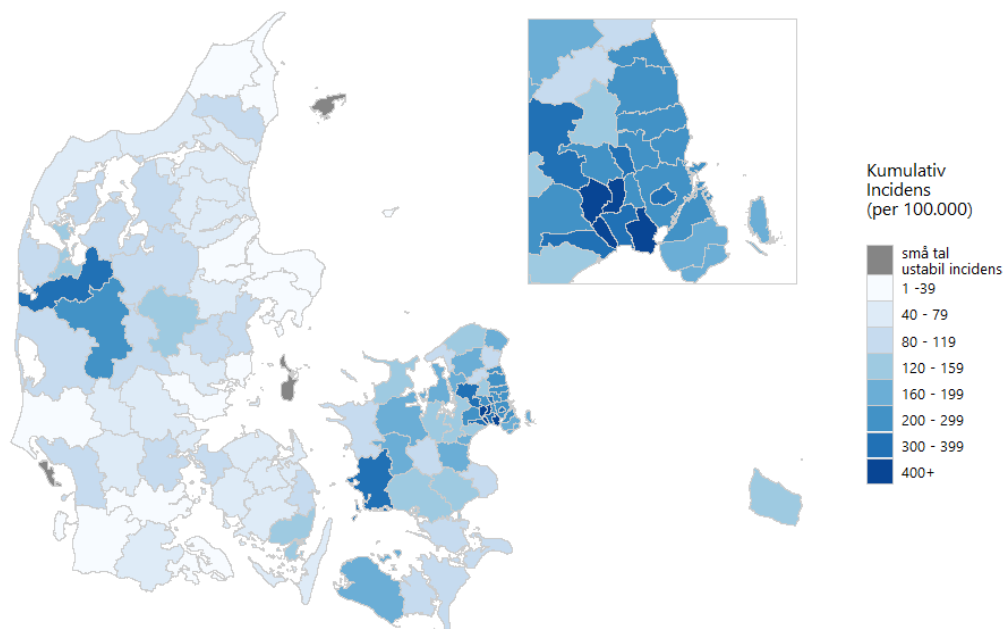 Kumulativ
Incidens
(per 100.000)
små tal
ustabil incidens
1 -39
40 - 79
80 - 119
120 - 159
160 - 199
200 - 299
300 - 399
400+